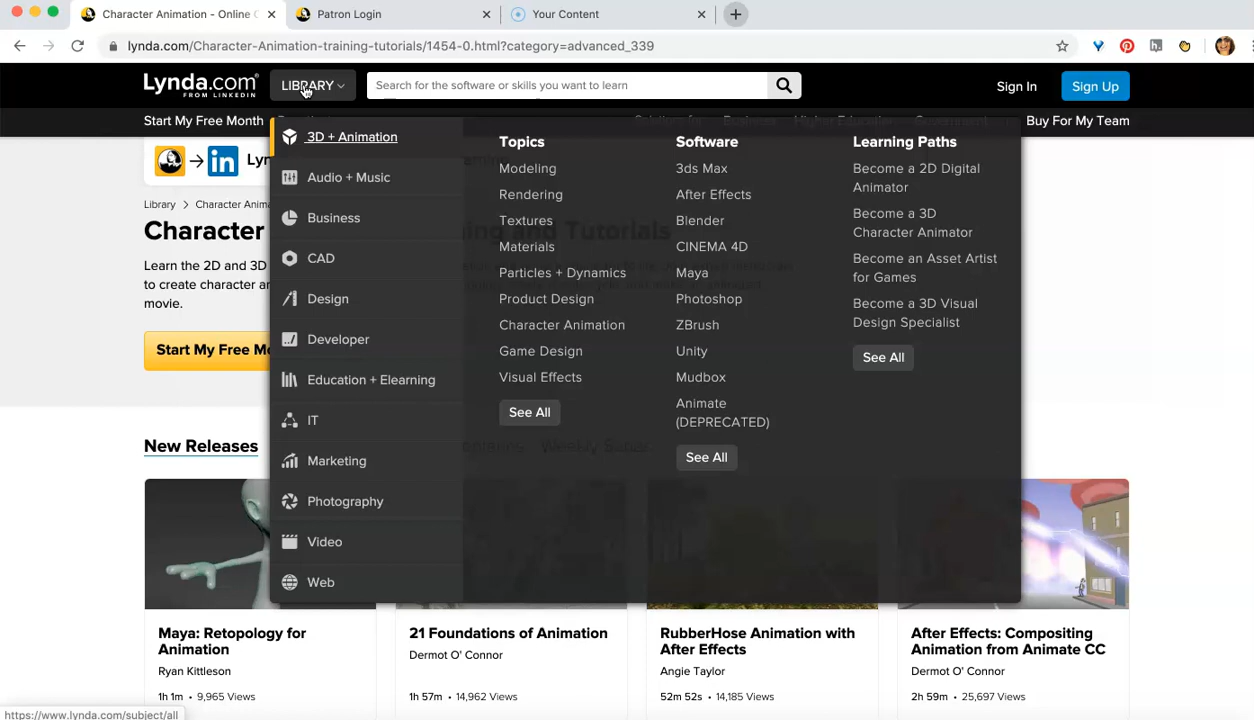 Character Animation - Online C
Patron Login
Your Content
lynda.com/Character-Animation-training-tutorials/1454-0.html?category=advanced_339
Lynda.com
FROM LINKEDIN
LIBRARY
Search for the software or skills you want to learn
Sign In
Sign Up
Start My Free Month
Buy For My Team
Lyn
Library > Character Anima
Character
ing and Tutorials
Learn the 2D and 3D
to create character an
movie.
Start My Free Mo
3D + Animation
Audio + Music
Business
CAD
Design
Developer
Education + Elearning
IT
Marketing
Photography
Video
Web
Topics
Modeling
Rendering
Textures
Materials
Particles + Dynamics
Product Design
Character Animation
Game Design
Visual Effects
See All
Software
3ds Max
After Effects
Blender
CINEMA 4D
Maya
Photoshop
ZBrush
Unity
Mudbox
Animate
(DEPRECATED)
See All
Learning Paths
Become a 2D Digital
Animator
Become a 3D
Character Animator
Become an Asset Artist
for Games
Become a 3D Visual
Design Specialist
See All
New Releases
Maya: Retopology for
Animation
Ryan Kittleson
1h 1m • 9,965 Views
21 Foundations of Animation
Dermot O' Connor
1h 57m • 14,962 Views
RubberHose Animation with
After Effects
Angie Taylor
52m 52s • 14,185 Views
After Effects: Compositing
Animation from Animate CC
Dermot O' Connor
2h 59m • 25,697 Views
https://www.lynda.com/subject/all